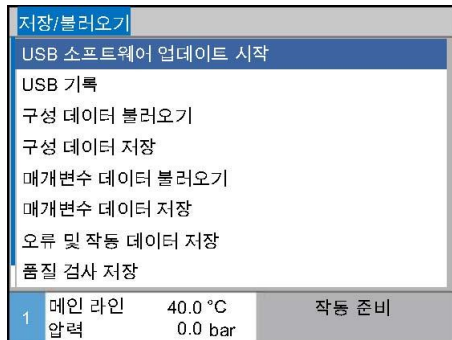 저장/불러오기
USB 소프트웨어 업데이트 시작
USB 기록
구성 데이터 불러오기
구성 데이터 저장
매개변수 데이터 불러오기
매개변수 데이터 저장
오류 및 작동 데이터 저장
품질 검사 저장
1 메인 라인 40.0 °C 작동 준비
압력 0.0 bar